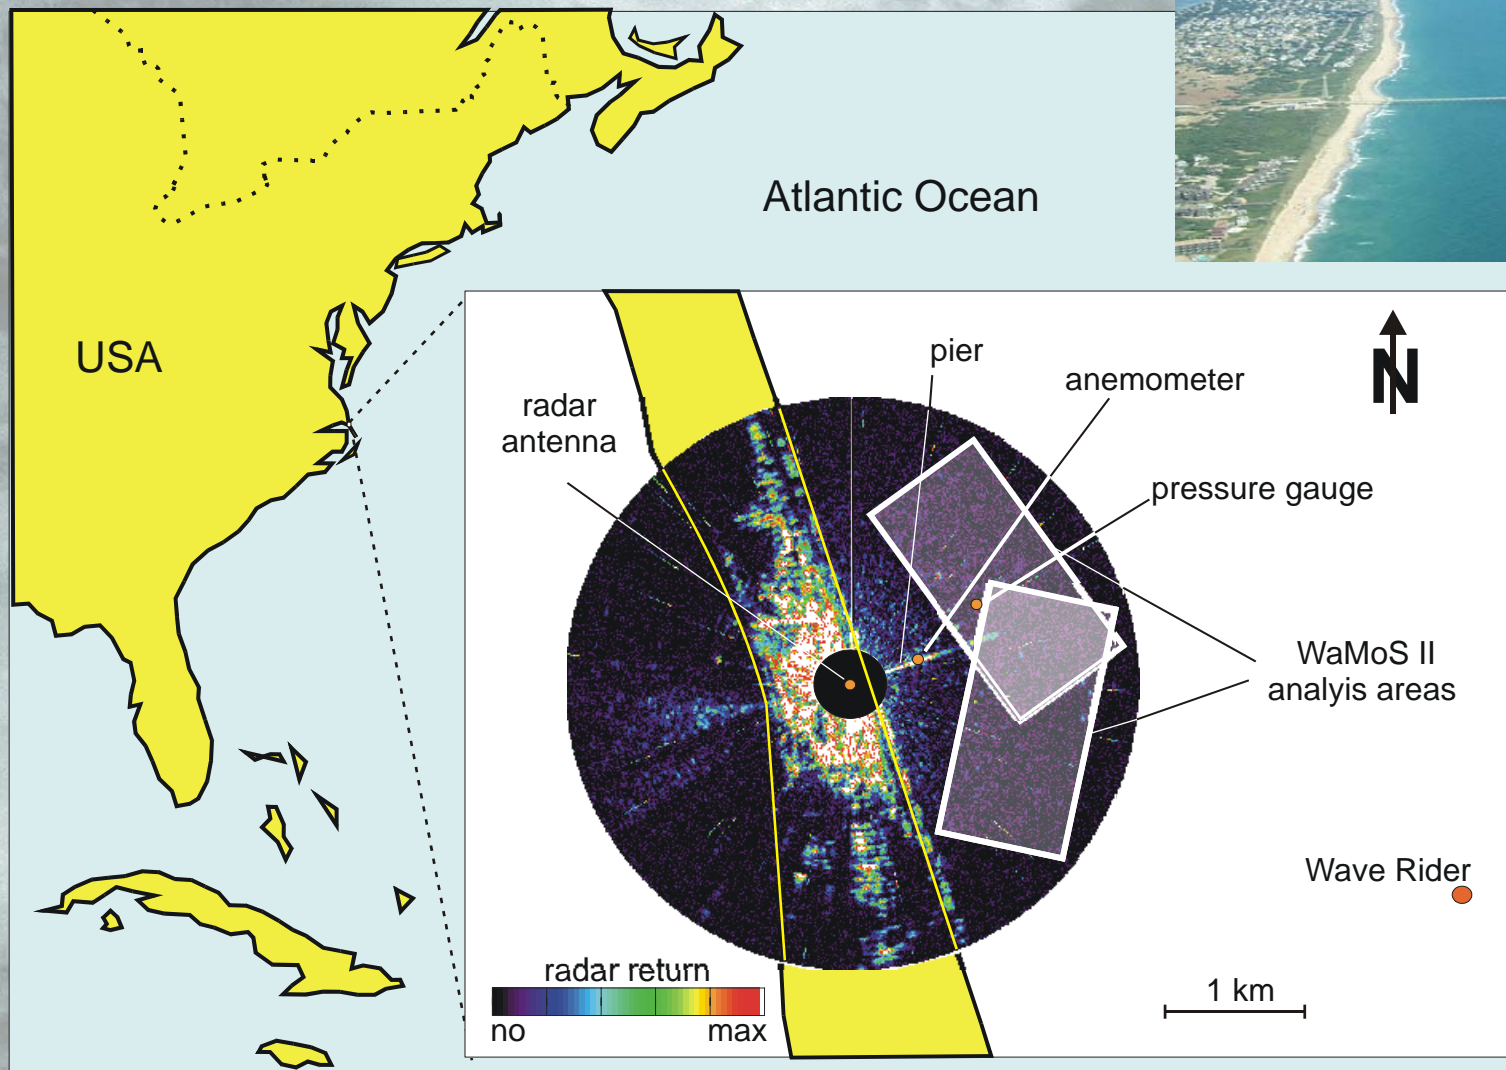 Atlantic Ocean
USA
N
pier
anemometer
radar
antenna
pressure gauge
WaMoS II
analyis areas
Wave Rider
radar return
no
max
1 km